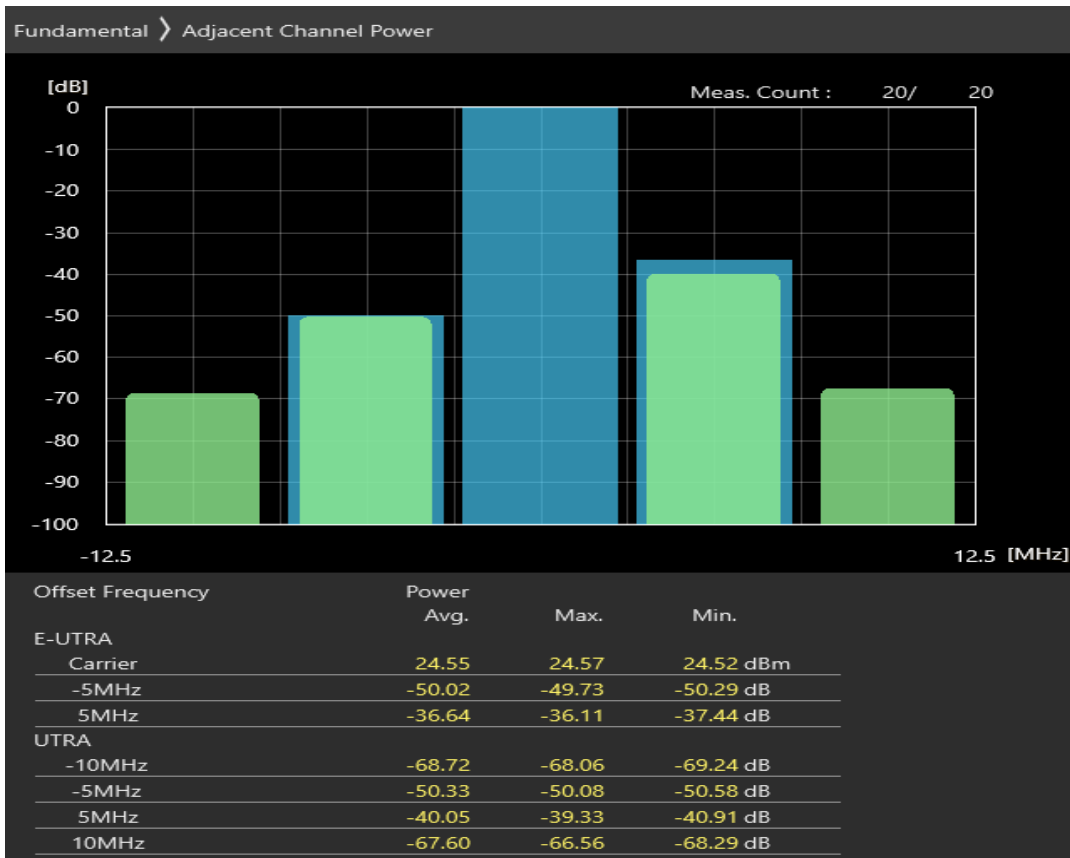 Fundamental 》 Adjacent Channel Power
[dB]
Meas. Count : 20/ 20
0
-10
-20
-30
-40
-50
-60
-70
-80
-90
-100
-12.5 12.5 [MHz]
Offset Frequency Power
Avg. Max. Min.
E-UTRA
Carrier 24.55 24.57 24.52 dBm
-5MHz -50.02 -49.73 -50.29 dB
5MHz -36.64 -36.11 -37.44 dB
UTRA
-10MHz -68.72 -68.06 -69.24 dB
-5MHz -50.33 -50.08 -50.58 dB
5MHz -40.05 -39.33 -40.91 dB
10MHz -67.60 -66.56 -68.29 dB